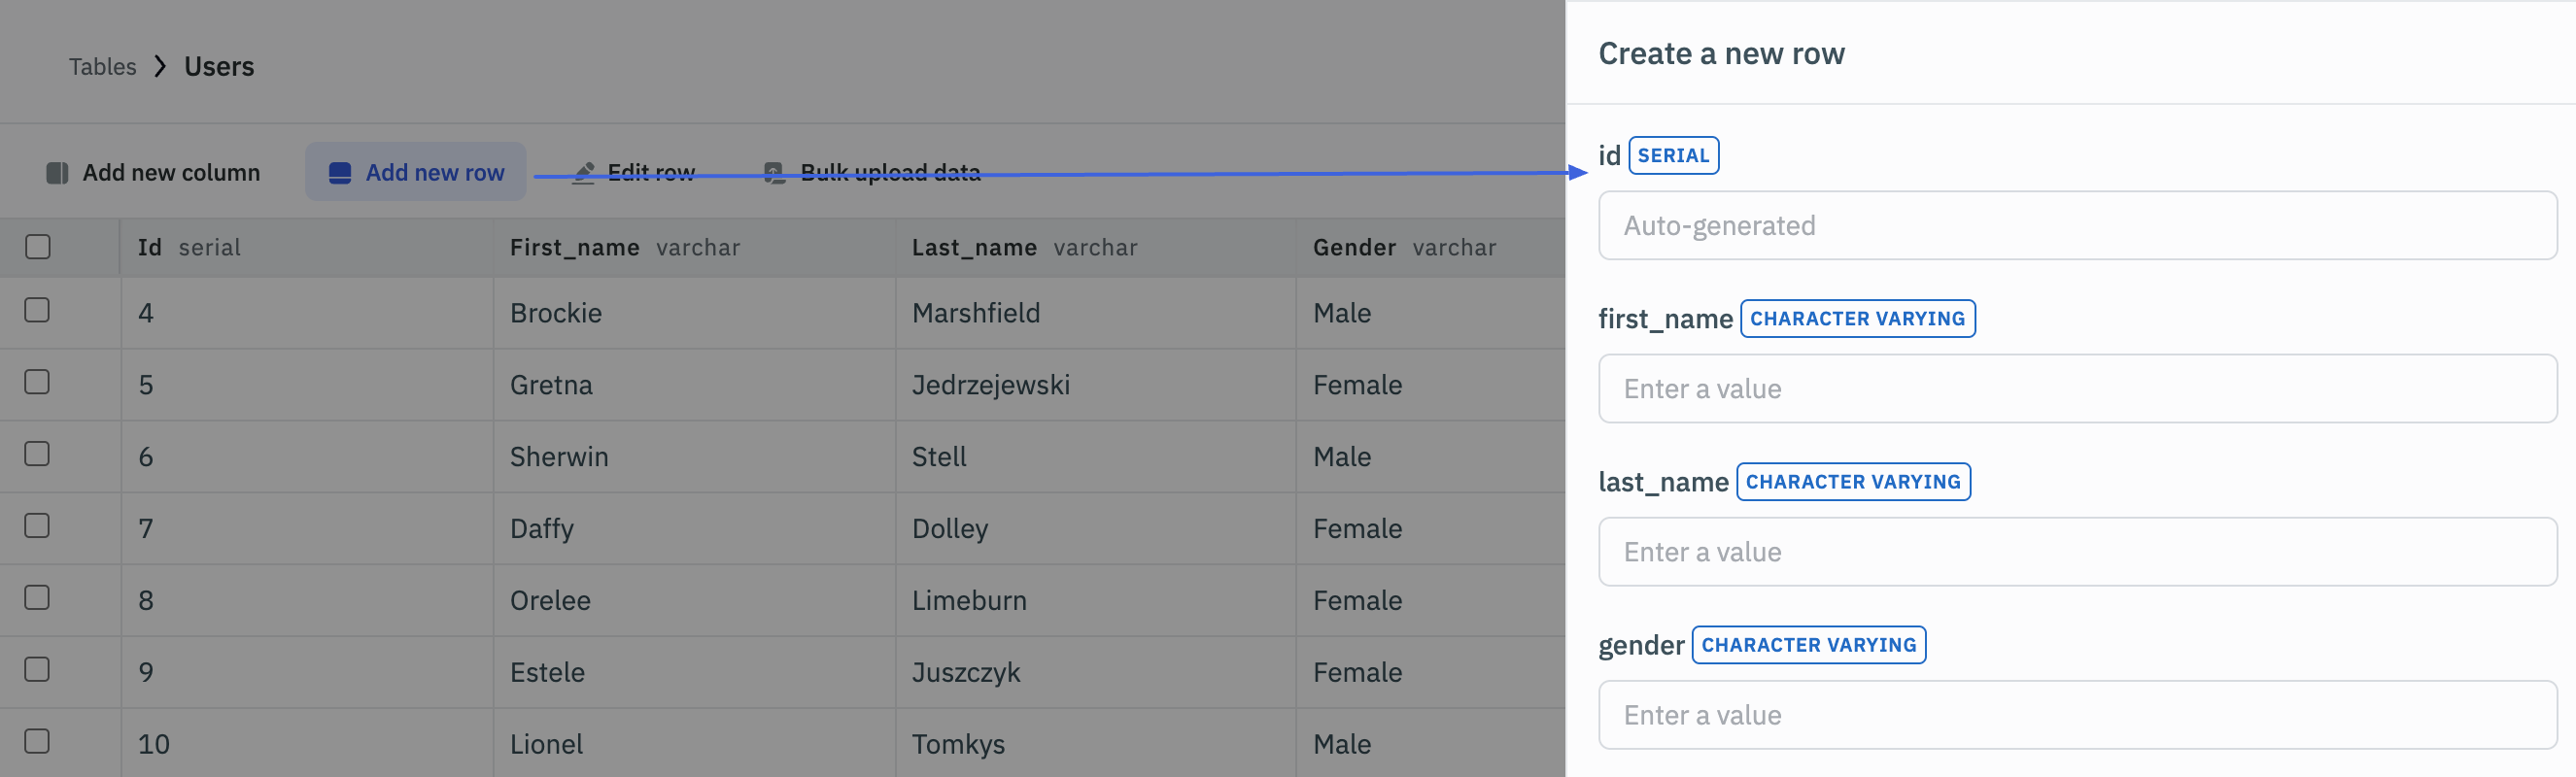 Tables > Users
Add new column Add new row Edit row Bulk upload data
Id serial First_name varchar Last_name varchar Gender varchar
4 Brockie Marshfield Male
5 Gretna Jedrzejewski Female
6 Sherwin Stell Male
7 Daffy Dolley Female
8 Orelee Limeburn Female
9 Estele Juszczyk Female
10 Lionel Tomkys Male
Create a new row
id SERIAL
Auto-generated
first_name CHARACTER VARYING
Enter a value
last_name CHARACTER VARYING
Enter a value
gender CHARACTER VARYING
Enter a value